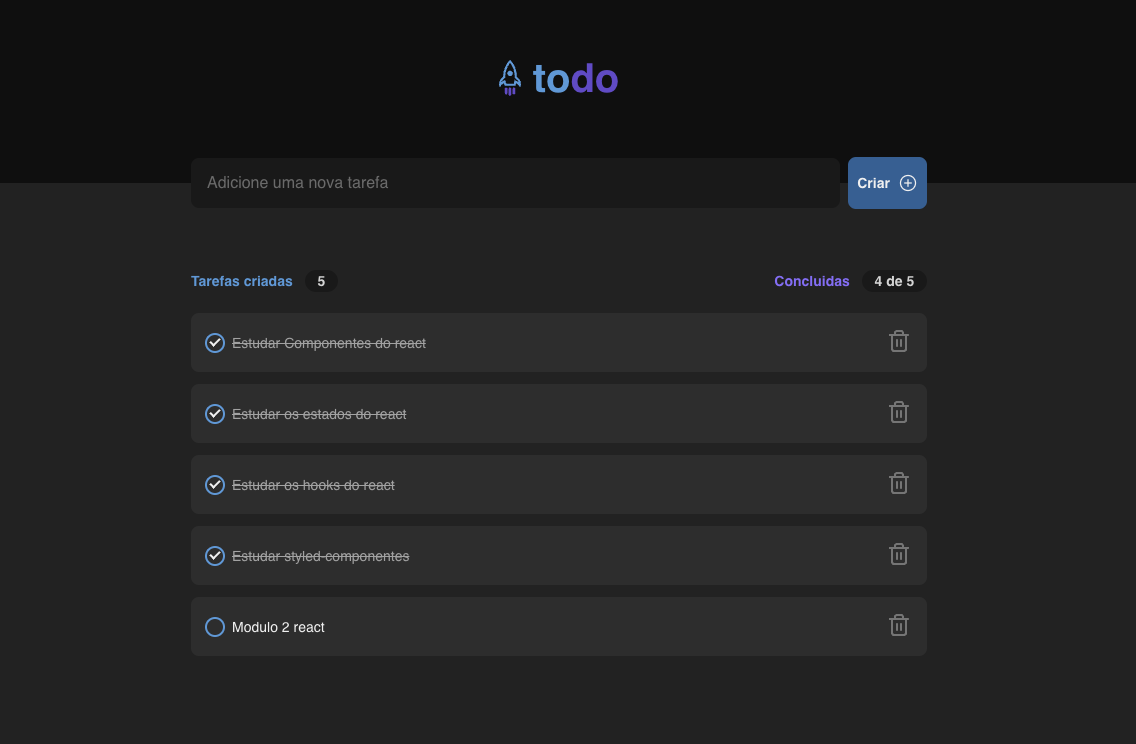 todo
Adicione uma nova tarefa
Criar
Tarefas criadas 5
Concluidas 4 de 5
Estudar Componentes do react
Estudar os estados do react
Estudar os hooks do react
Estudar styled-componentes
Modulo 2 react